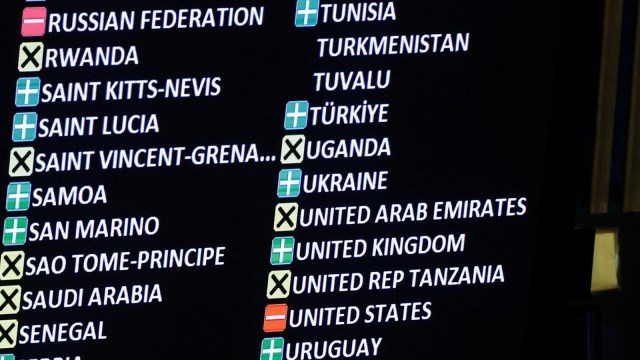 RUSSIAN FEDERATION
RWANDA
SAINT KITTS-NEVIS
SAINT LUCIA
SAINT VINCENT-GRENA...
SAMOA
SAN MARINO
SAO TOME-PRINCIPE
SAUDI ARABIA
SENEGAL
TUNISIA
TURKMENISTAN
TUVALU
TÜRKİYE
UGANDA
UKRAINE
UNITED ARAB EMIRATES
UNITED KINGDOM
UNITED REP TANZANIA
UNITED STATES
URUGUAY